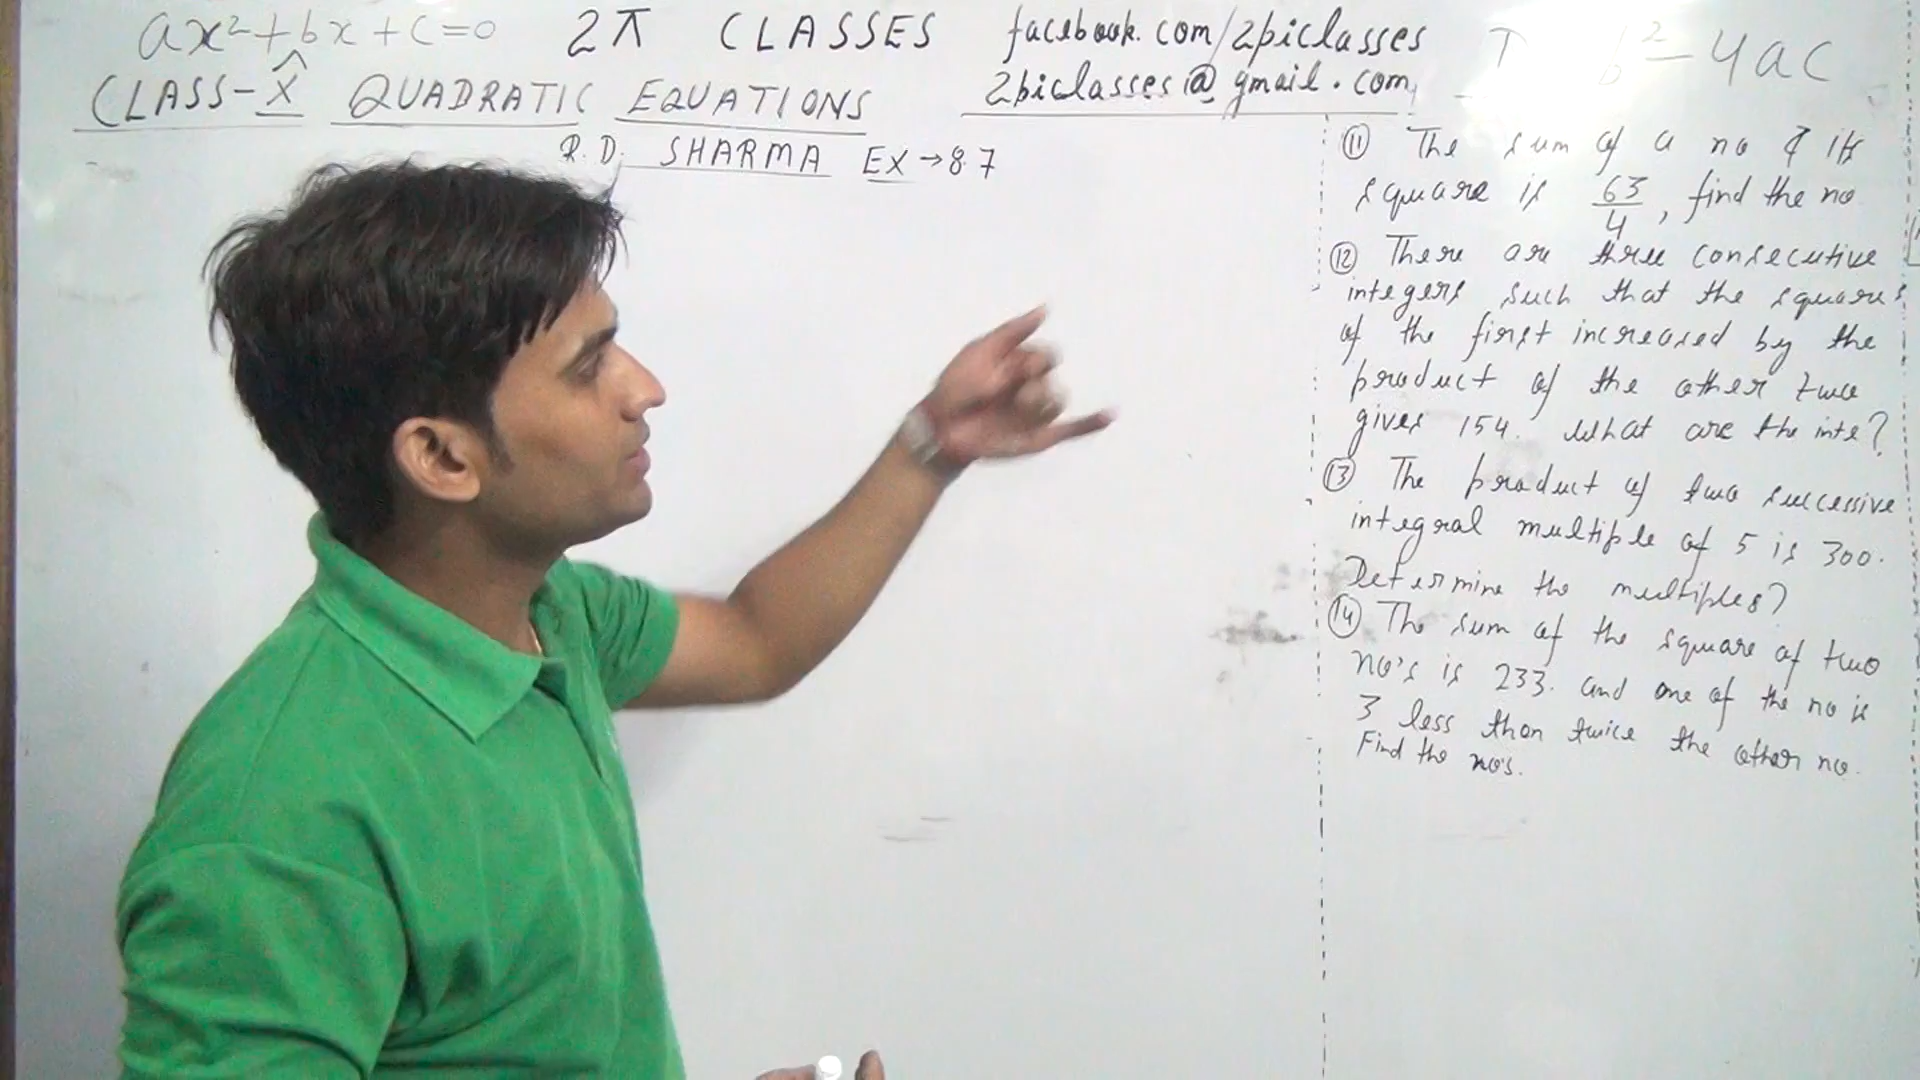 ax²+bx+c=0 2π CLASSES facebook.com/2piclasses b²-4ac
CLASS-X QUADRATIC EQUATIONS 2piclasses@gmail.com
R.D. SHARMA EX→8.7
⑪ The sum of a no & its
square is 63/4, find the no
⑫ There are three consecutive
integers such that the square
of the first increased by the
product of the other two
gives 154. What are the inte?
⑬ The product of two successive
integral multiple of 5 is 300.
Determine the multiples?
⑭ The sum of the square of two
no's is 233. and one of the no is
3 less than twice the other no.
Find the no's.